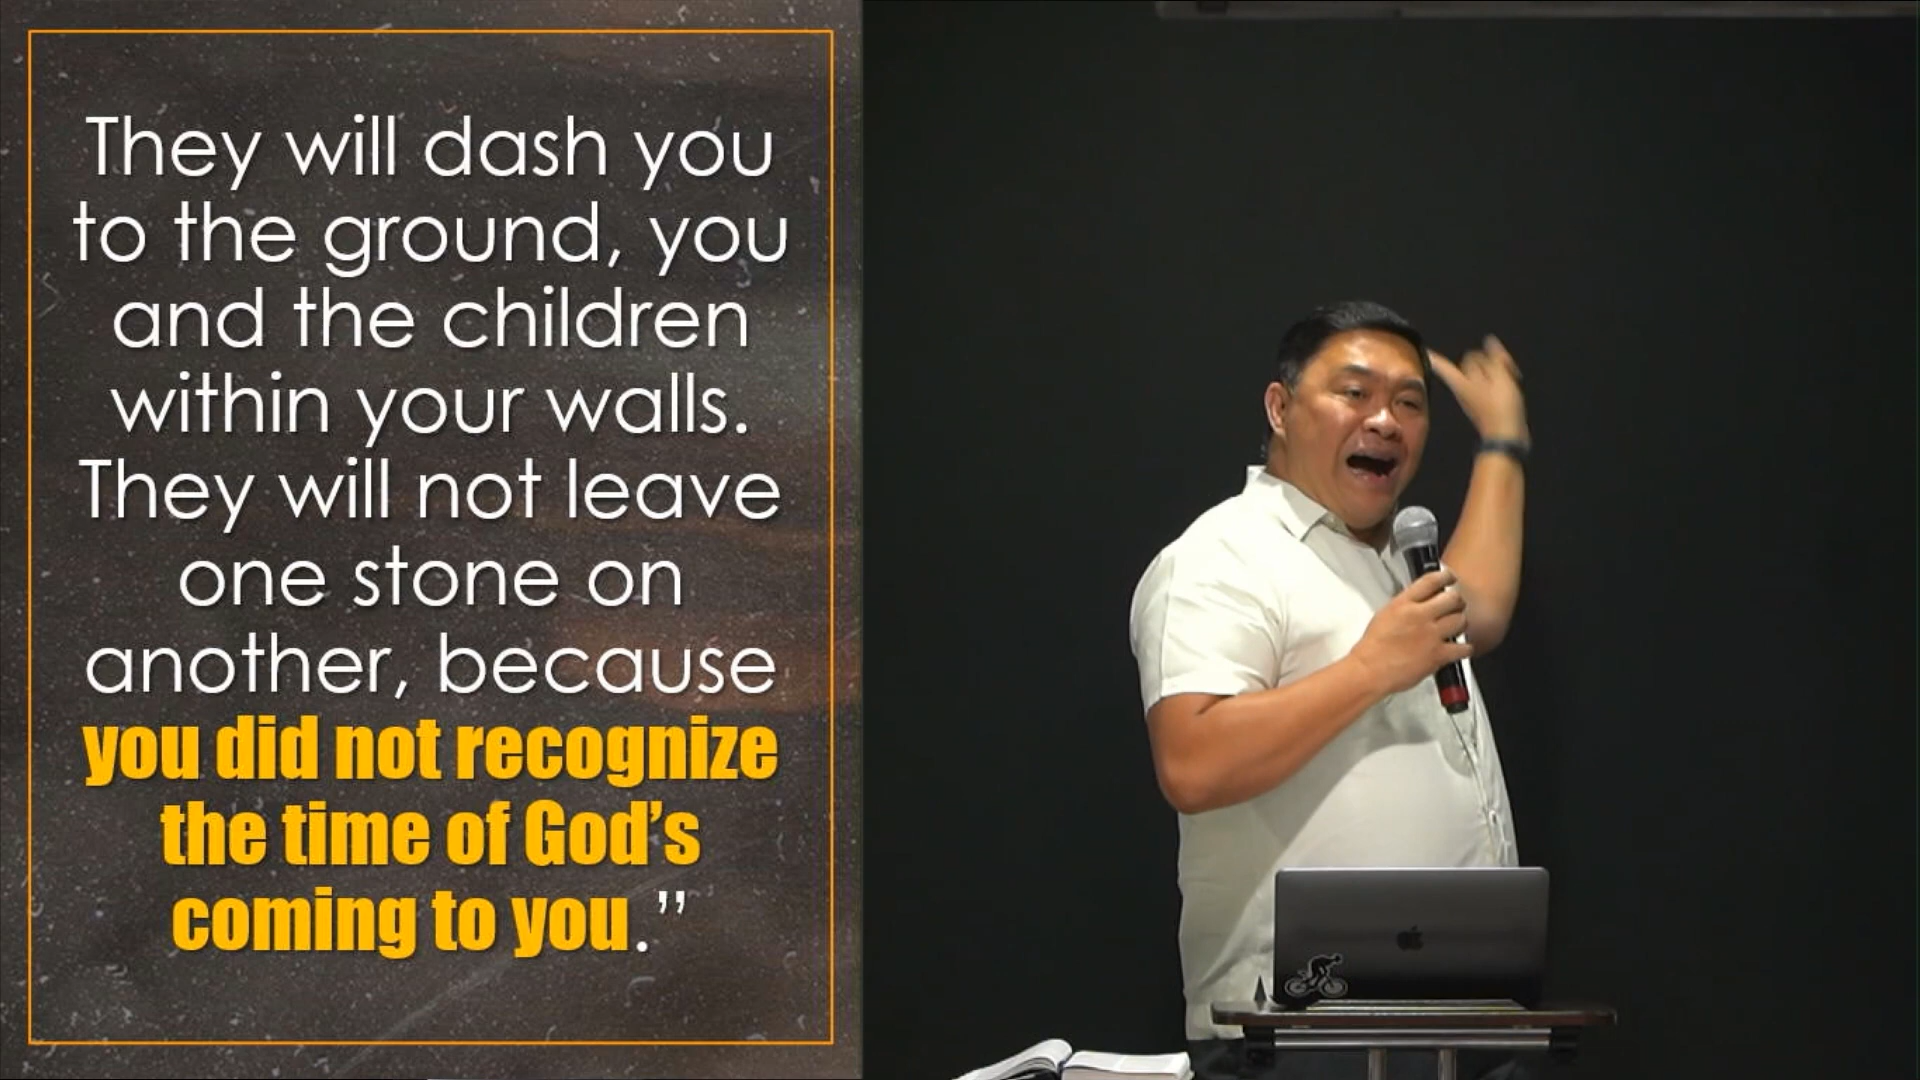 They will dash you
to the ground, you
and the children
within your walls.
They will not leave
one stone on
another, because
you did not recognize
the time of God’s
coming to you.”